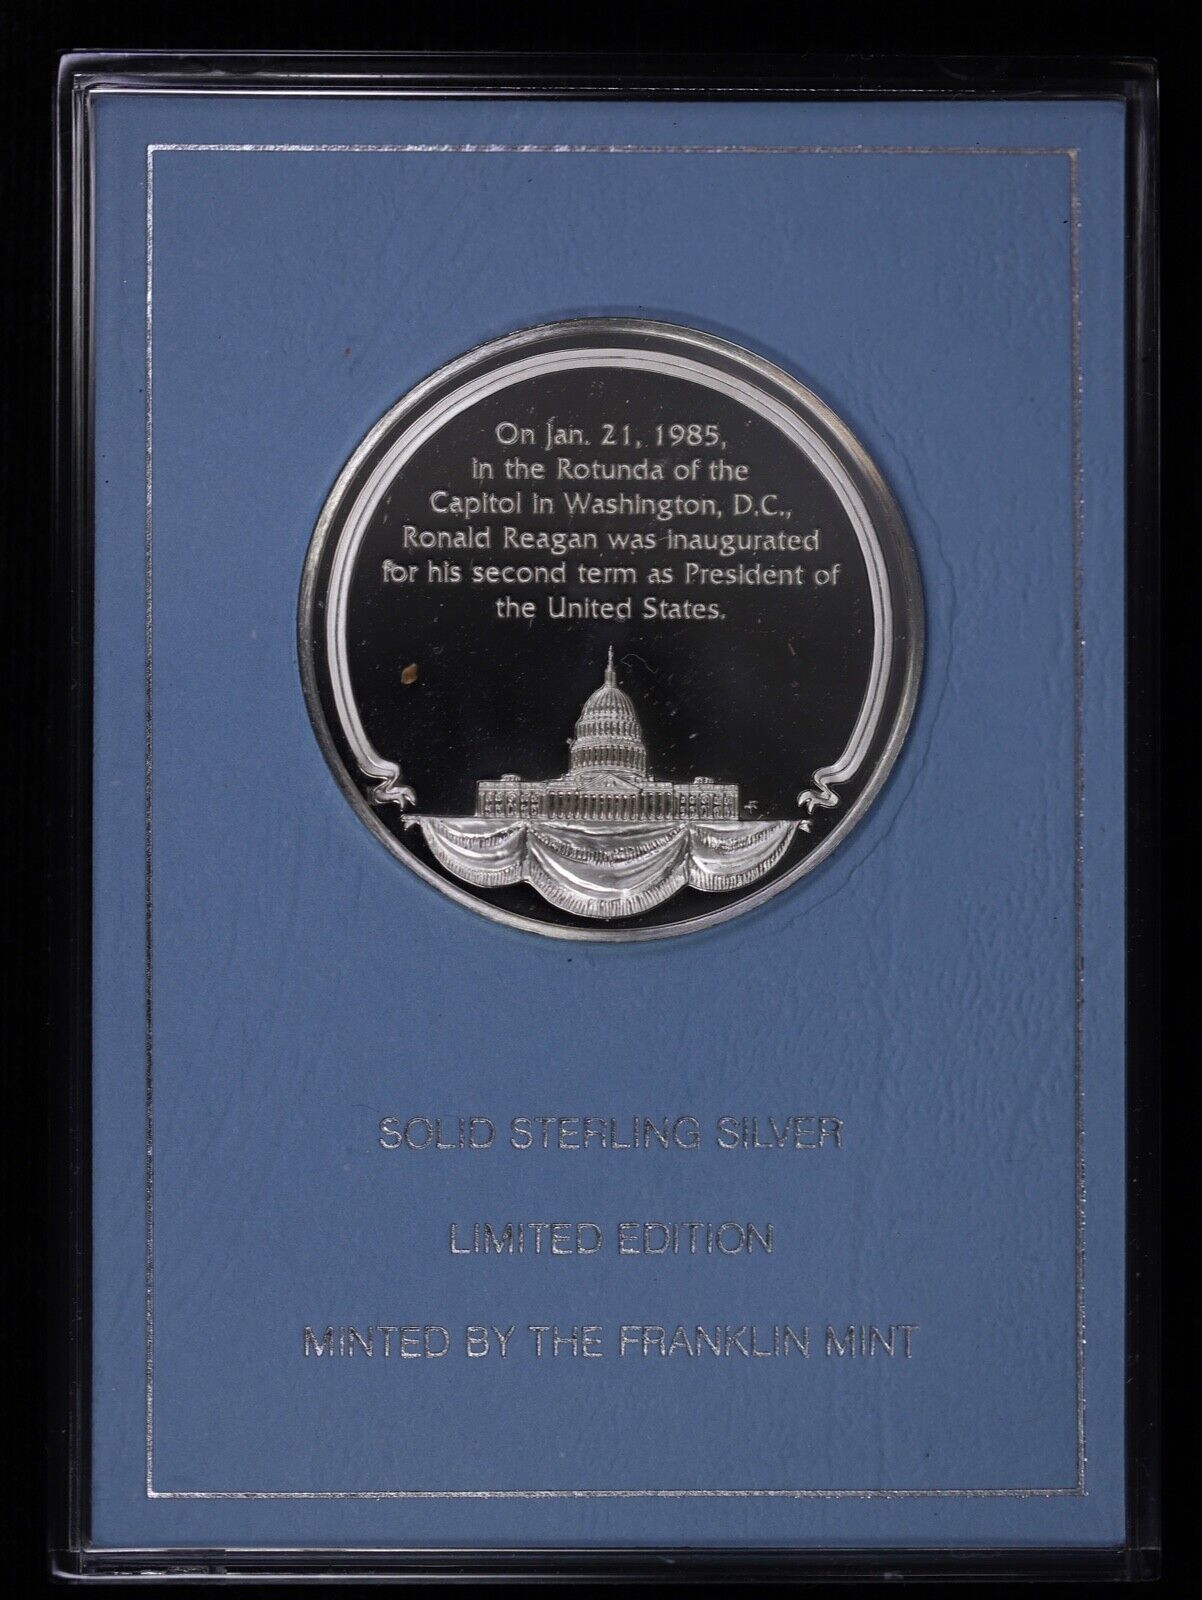 On Jan. 21, 1985,
in the Rotunda of the
Capitol in Washington, D.C.,
Ronald Reagan was inaugurated
for his second term as President of
the United States.
SOLID STERLING SILVER
LIMITED EDITION
MINTED BY THE FRANKLIN MINT